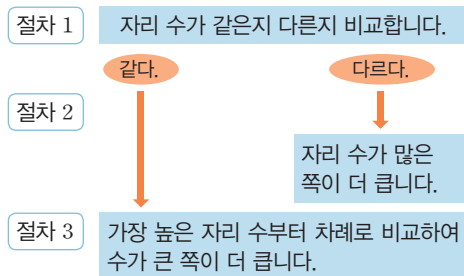 절차 1
자리 수가 같은지 다른지 비교합니다.
같다.
다르다.
절차 2
자리 수가 많은
쪽이 더 큽니다.
절차 3
가장 높은 자리 수부터 차례로 비교하여
수가 큰 쪽이 더 큽니다.